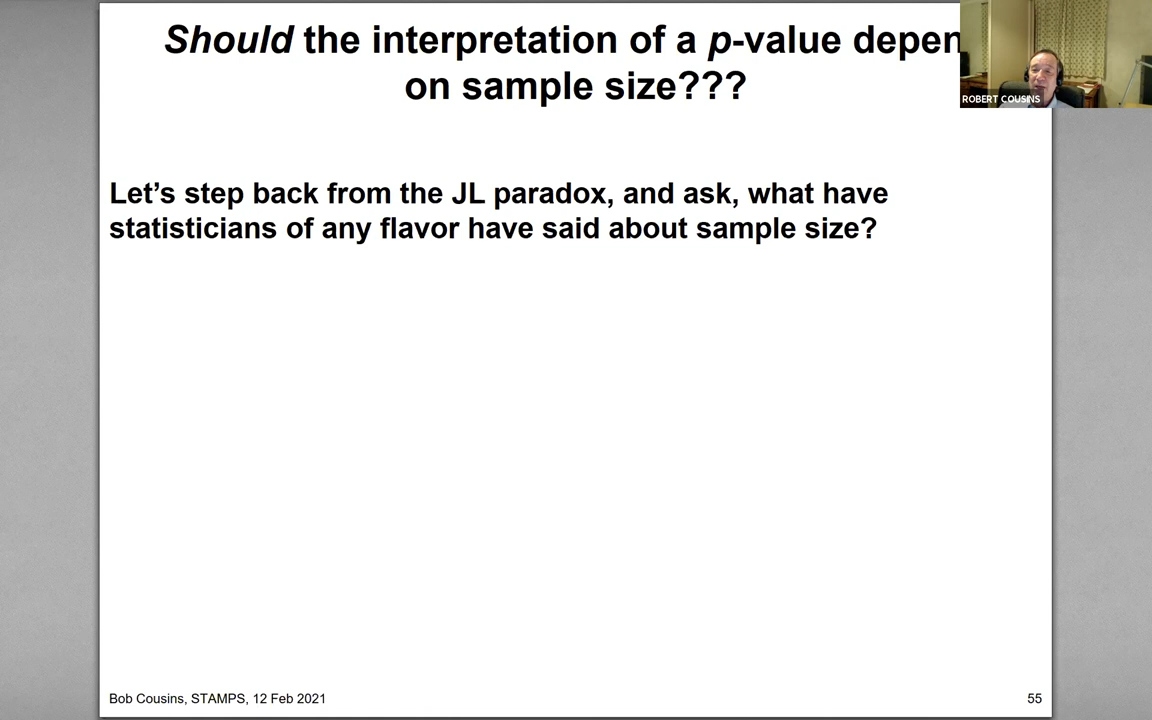 Should the interpretation of a p-value depen
on sample size???
ROBERT COUSINS
Let's step back from the JL paradox, and ask, what have
statisticians of any flavor have said about sample size?
Bob Cousins, STAMPS, 12 Feb 2021
55